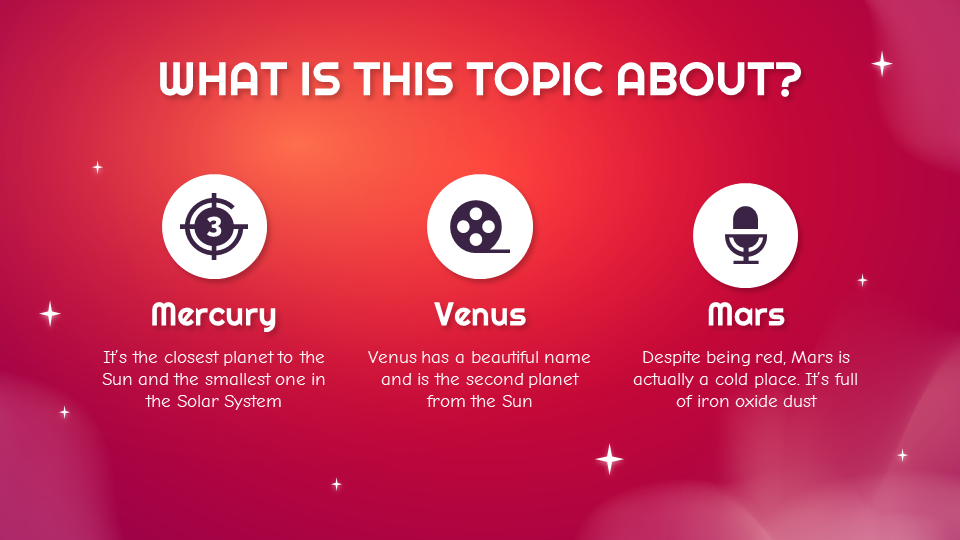 WHAT IS THIS TOPIC ABOUT?
3
Mercury
It's the closest planet to the
Sun and the smallest one in
the Solar System
Venus
Venus has a beautiful name
and is the second planet
from the Sun
Mars
Despite being red, Mars is
actually a cold place. It's full
of iron oxide dust